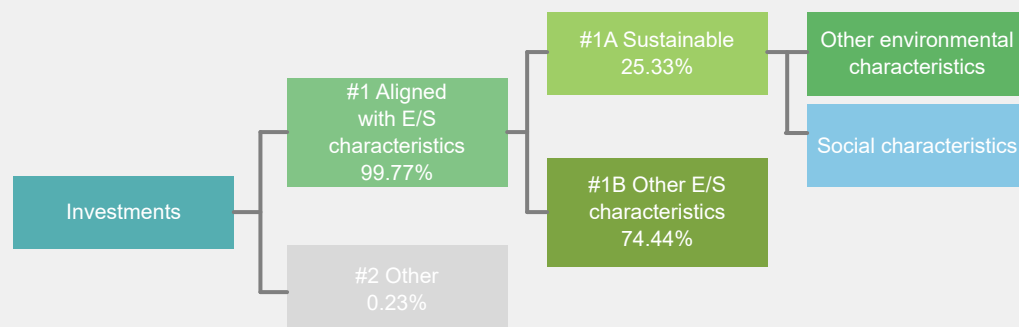 Investments
#1 Aligned
with E/S
characteristics
99.77%
#2 Other
0.23%
#1A Sustainable
25.33%
#1B Other E/S
characteristics
74.44%
Other environmental
characteristics
Social characteristics